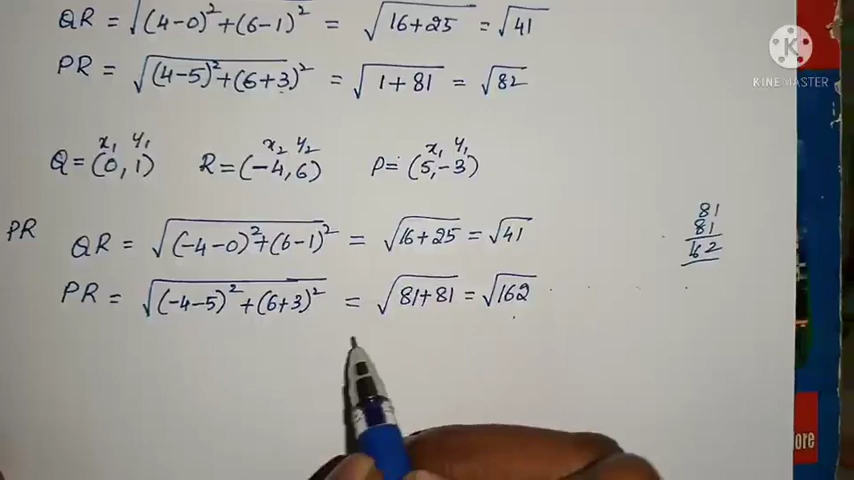 QR = √(4-0)²+(6-1)² = √16+25 = √41
PR = √(4-5)²+(6+3)² = √1+81 = √82
KINEMASTER
x₁ y₁ x₂ y₂ x₁ y₁
Q=(0,1) R=(-4,6) P=(5,-3)
81
81
162
PR QR = √(-4-0)²+(6-1)² = √16+25 = √41
PR = √(-4-5)²+(6+3)² = √81+81 = √162
ore